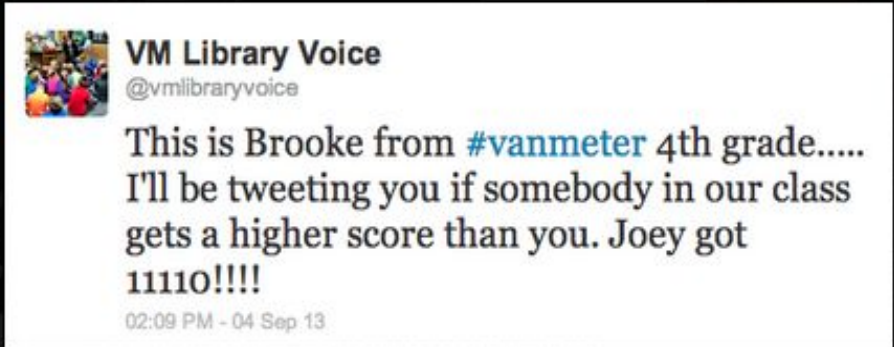 VM Library Voice
@vmlibraryvoice
This is Brooke from #vanmeter 4th grade.....
I'll be tweeting you if somebody in our class
gets a higher score than you. Joey got
11110!!!!
02:09 PM - 04 Sep 13